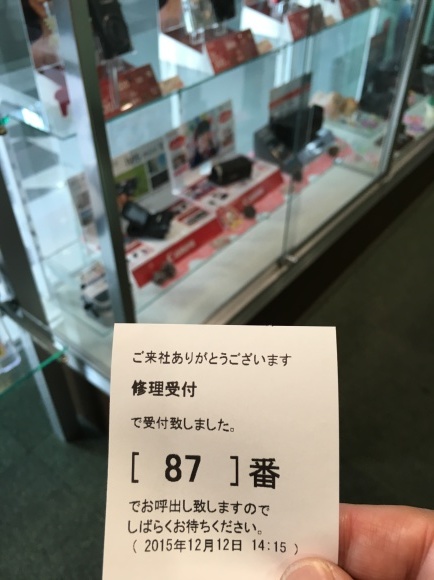 ご来社ありがとうございます
修理受付
で受付致しました。
[ 87 ]番
でお呼出し致しますので
しばらくお待ちください。
( 2015年12月12日 14:15 )